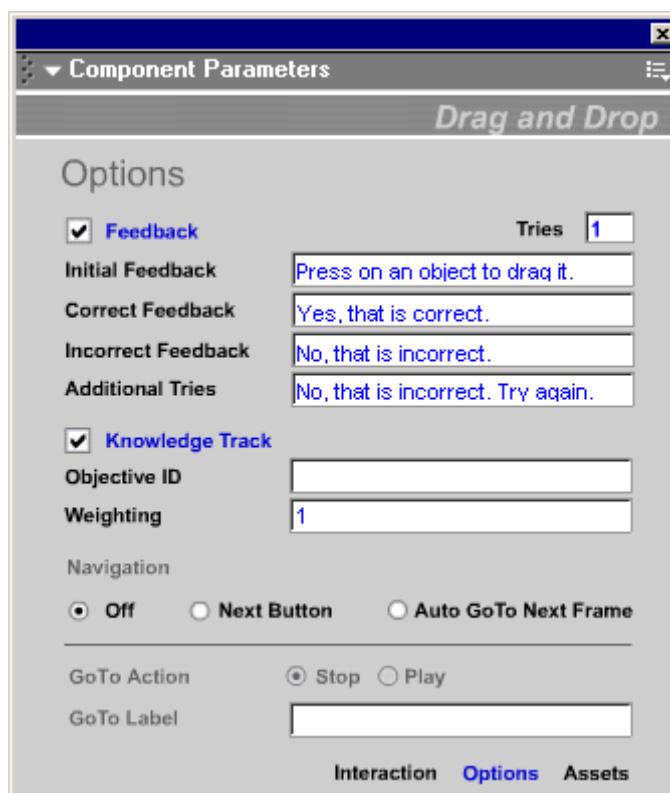 Component Parameters
Drag and Drop
Options
Feedback Tries 1
Initial Feedback Press on an object to drag it.
Correct Feedback Yes, that is correct.
Incorrect Feedback No, that is incorrect.
Additional Tries No, that is incorrect. Try again.
Knowledge Track
Objective ID
Weighting 1
Navigation
Off Next Button Auto GoTo Next Frame
GoTo Action Stop Play
GoTo Label
Interaction Options Assets